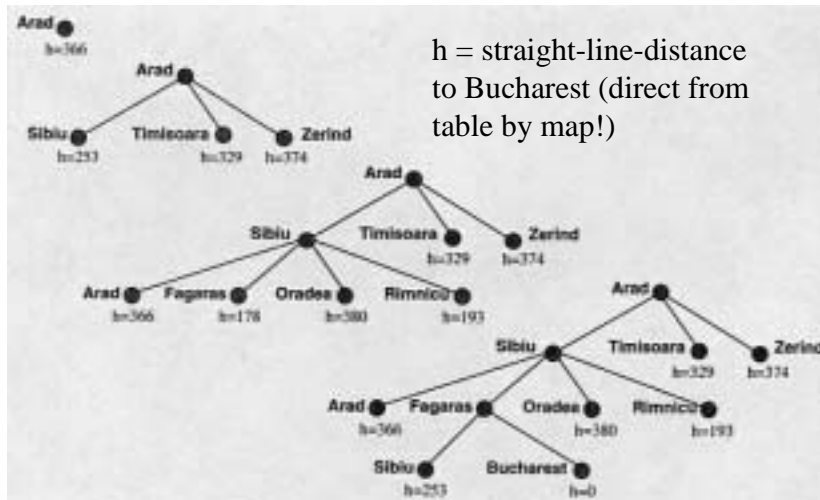 Arad
h=366
h = straight-line-distance
to Bucharest (direct from
table by map!)
Arad
Sibiu Timisoara Zerind
h=253 h=329 h=374
Arad
Sibiu Timisoara Zerind
h=329 h=374
Arad Fagaras Oradea Rimnicu
h=366 h=178 h=380 h=193
Arad
Sibiu Timisoara Zerind
h=329 h=374
Arad Fagaras Oradea Rimnicu
h=366 h=380 h=193
Sibiu Bucharest
h=253 h=0